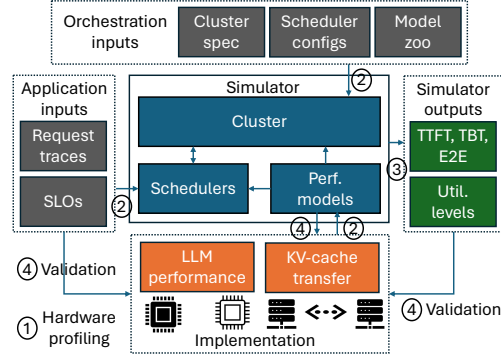 Orchestration
inputs
Cluster
spec
Scheduler
configs
Model
zoo
②
Application
inputs
Request
traces
SLOs
②
Simulator
Cluster
Schedulers
Perf.
models
③
Simulator
outputs
TTFT, TBT,
E2E
Util.
levels
④
②
④ Validation
① Hardware
profiling
LLM
performance
KV-cache
transfer
Implementation
④ Validation